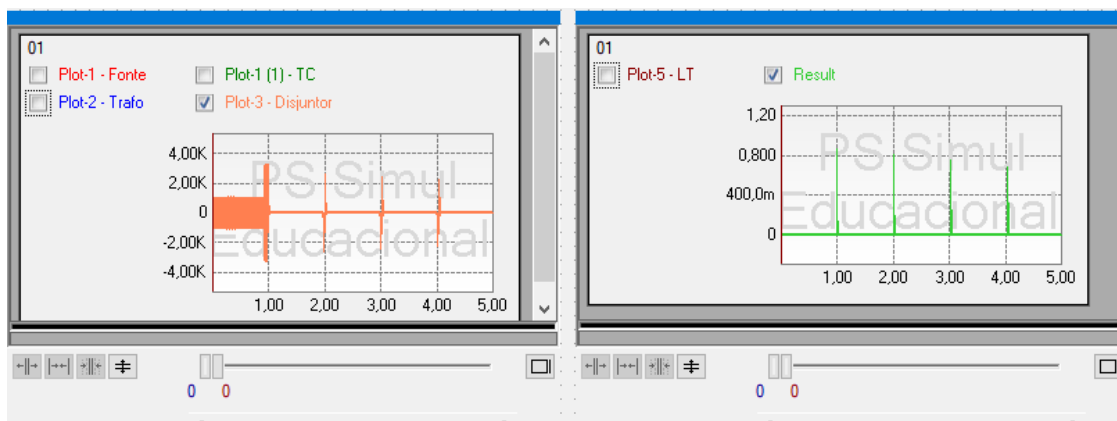 01
Plot-1 - Fonte
Plot-1 (1) - TC
Plot-2 - Trafo
Plot-3 - Disjuntor
4,00K
2,00K
0
-2,00K
-4,00K
PS Simul
Educacional
1,00 2,00 3,00 4,00 5,00
0 0
01
Plot-5 - LT
Result
1,20
0,800
400,0m
0
PS Simul
Educacional
1,00 2,00 3,00 4,00 5,00
0 0